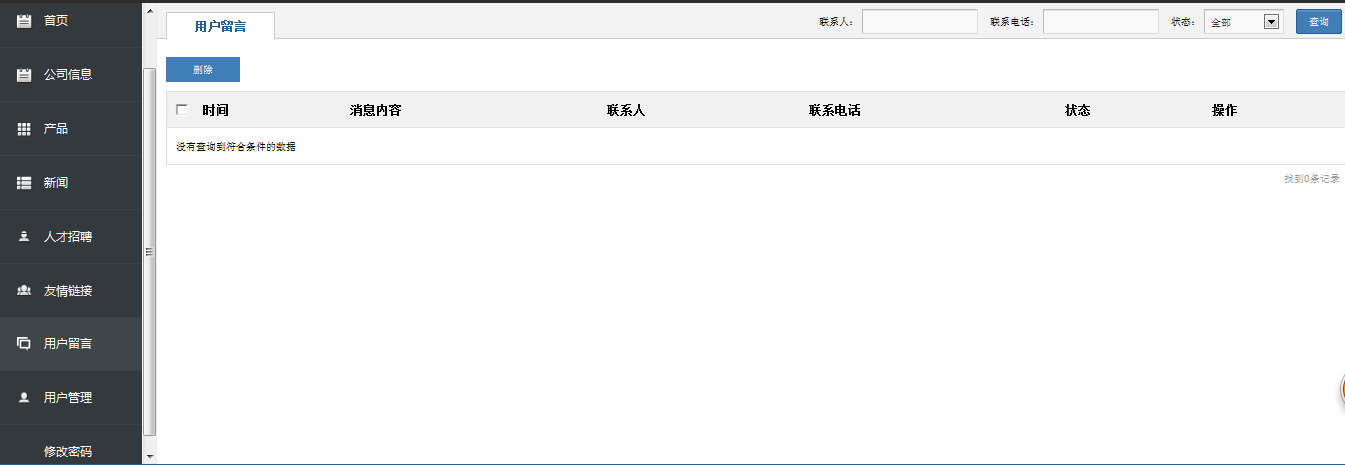 首页
公司信息
产品
新闻
人才招聘
友情链接
用户留言
用户管理
修改密码
用户留言
联系人: 联系电话: 状态: 全部 查询
删除
时间 消息内容 联系人 联系电话 状态 操作
没有查询到符合条件的数据
找到0条记录